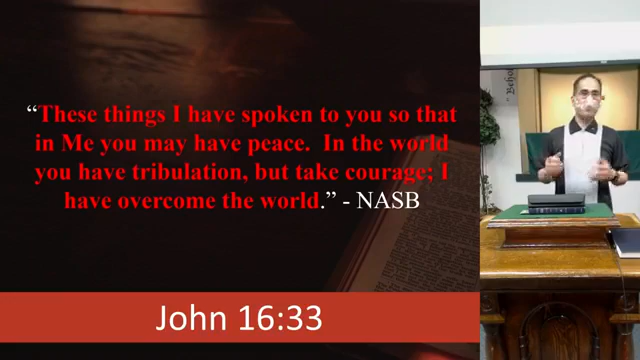 “These things I have spoken to you so that
in Me you may have peace.  In the world
you have tribulation, but take courage; I
have overcome the world.” - NASB
John 16:33
Behol